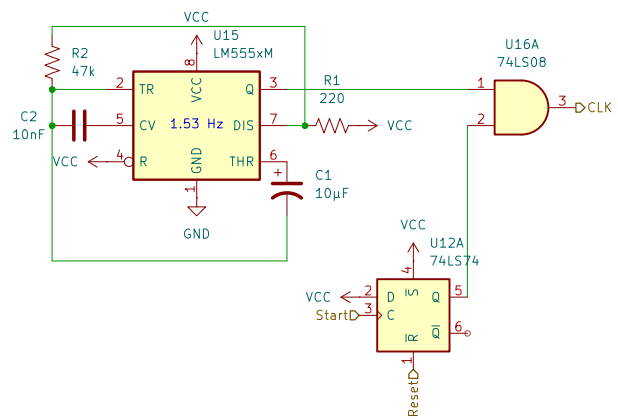 VCC
U15
LM555xM
R2
47k
8
VCC
2
TR
Q
3
R1
220
U16A
74LS08
1
2
3
CLK
C2
10nF
5
CV
1.53 Hz
DIS
7
VCC
VCC
4
R
GND
THR
6
1
GND
+
C1
10µF
VCC
U12A
74LS74
4
S
VCC
2
D
Q
5
Start
3
C
Q
6
R
1
Reset